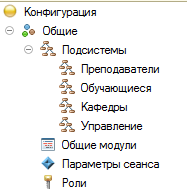 Конфигурация
Общие
Подсистемы
Преподаватели
Обучающиеся
Кафедры
Управление
Общие модули
Параметры сеанса
Роли